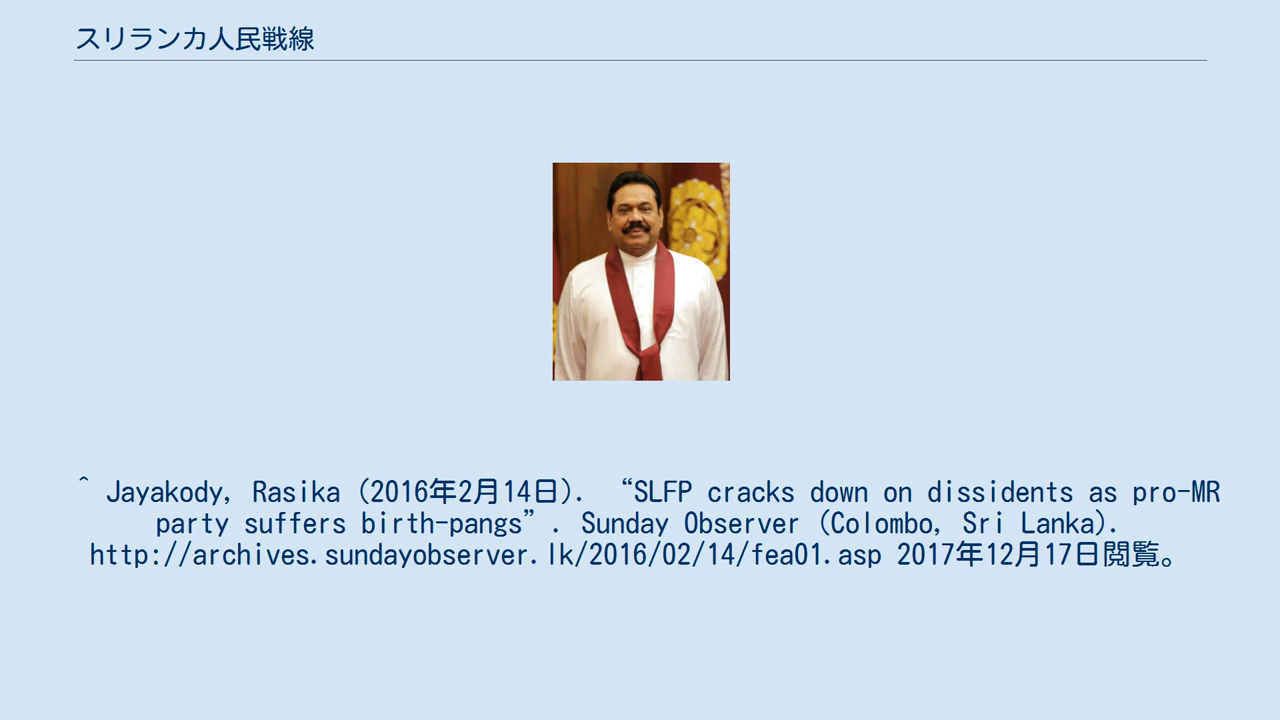 スリランカ人民戦線
^ Jayakody, Rasika (2016年2月14日). “SLFP cracks down on dissidents as pro-MR
party suffers birth-pangs”. Sunday Observer (Colombo, Sri Lanka).
http://archives.sundayobserver.lk/2016/02/14/fea01.asp 2017年12月17日閲覧。